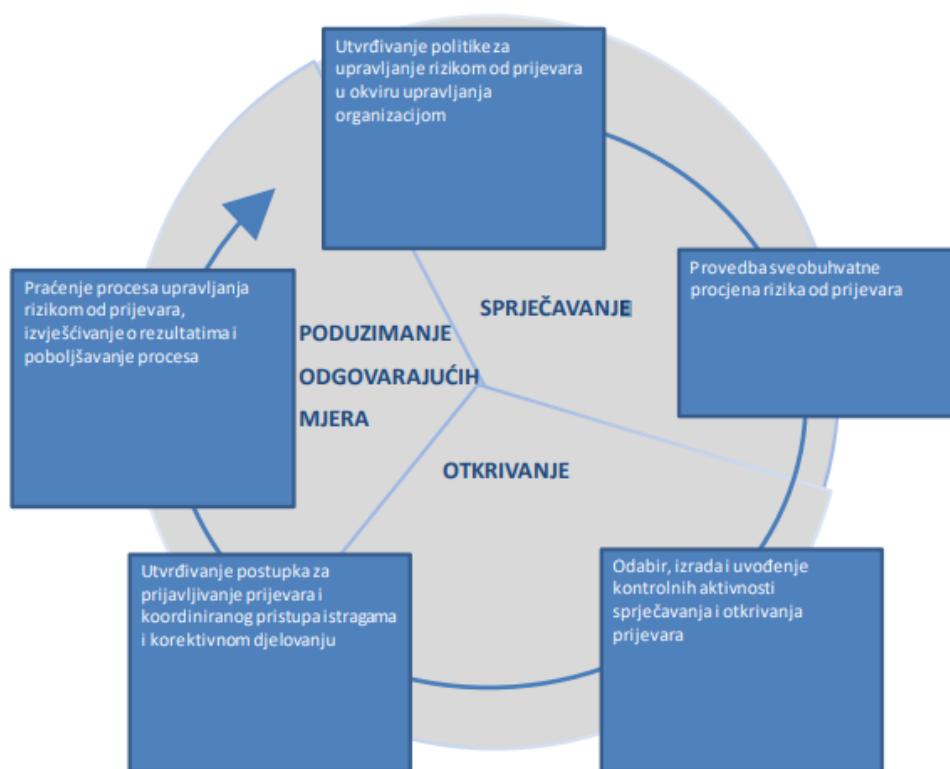 Utvrđivanje politike za
upravljanje rizikom od prijevara
u okviru upravljanja
organizacijom
Provedba sveobuhvatne
procjena rizika od prijevara
SPRJEČAVANJE
Praćenje procesa upravljanja
rizikom od prijevara,
izvješćivanje o rezultatima i
poboljšavanje procesa
PODUZIMANJE
ODGOVARAJUĆIH
MJERA
OTKRIVANJE
Utvrđivanje postupka za
prijavljivanje prijevara i
koordiniranog pristupa istragama
i korektivnom djelovanju
Odabir, izrada i uvođenje
kontrolnih aktivnosti
sprječavanja i otkrivanja
prijevara